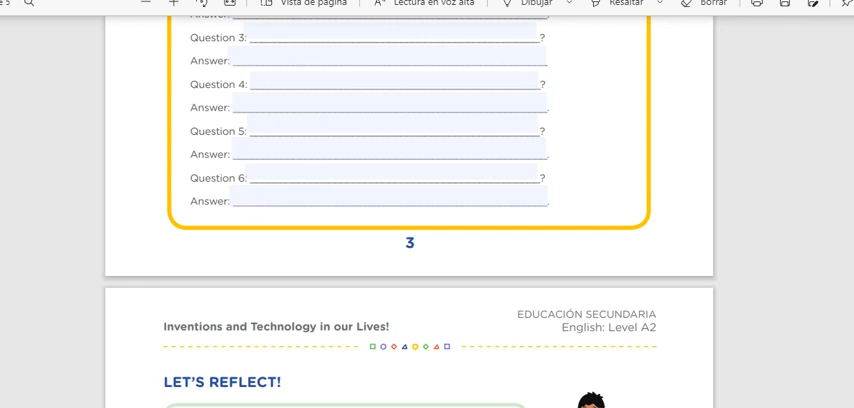 Vista de página
Lectura en voz alta
Dibujar
Resaltar
Borrar
Question 3: ?
Answer:
Question 4: ?
Answer: .
Question 5: ?
Answer: .
Question 6: ?
Answer: .
3
EDUCACIÓN SECUNDARIA
Inventions and Technology in our Lives!
English: Level A2
LET'S REFLECT!